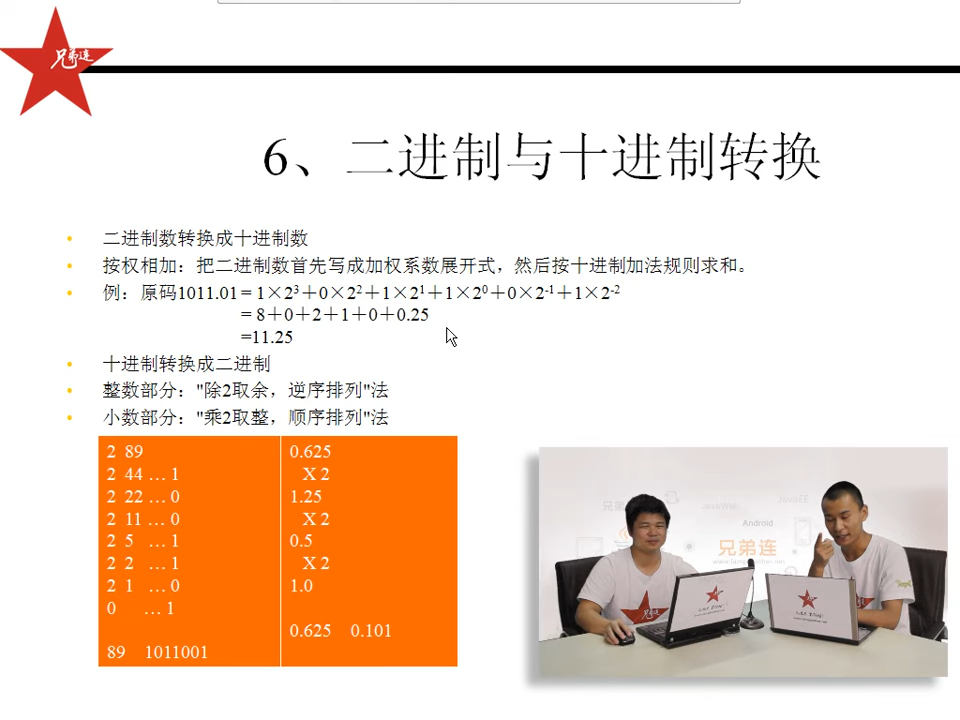 兄弟连
6、二进制与十进制转换
• 二进制数转换成十进制数
• 按权相加：把二进制数首先写成加权系数展开式，然后按十进制加法规则求和。
• 例：原码1011.01 = 1×2³＋0×2²＋1×2¹＋1×2⁰＋0×2⁻¹＋1×2⁻²
= 8＋0＋2＋1＋0＋0.25
=11.25
• 十进制转换成二进制
• 整数部分："除2取余，逆序排列"法
• 小数部分："乘2取整，顺序排列"法
2 89
2 44 … 1
2 22 … 0
2 11 … 0
2 5 … 1
2 2 … 1
2 1 … 0
0 … 1
89 1011001
0.625
X 2
1.25
X 2
0.5
X 2
1.0
0.625 0.101
JavaEE
Android
兄弟连